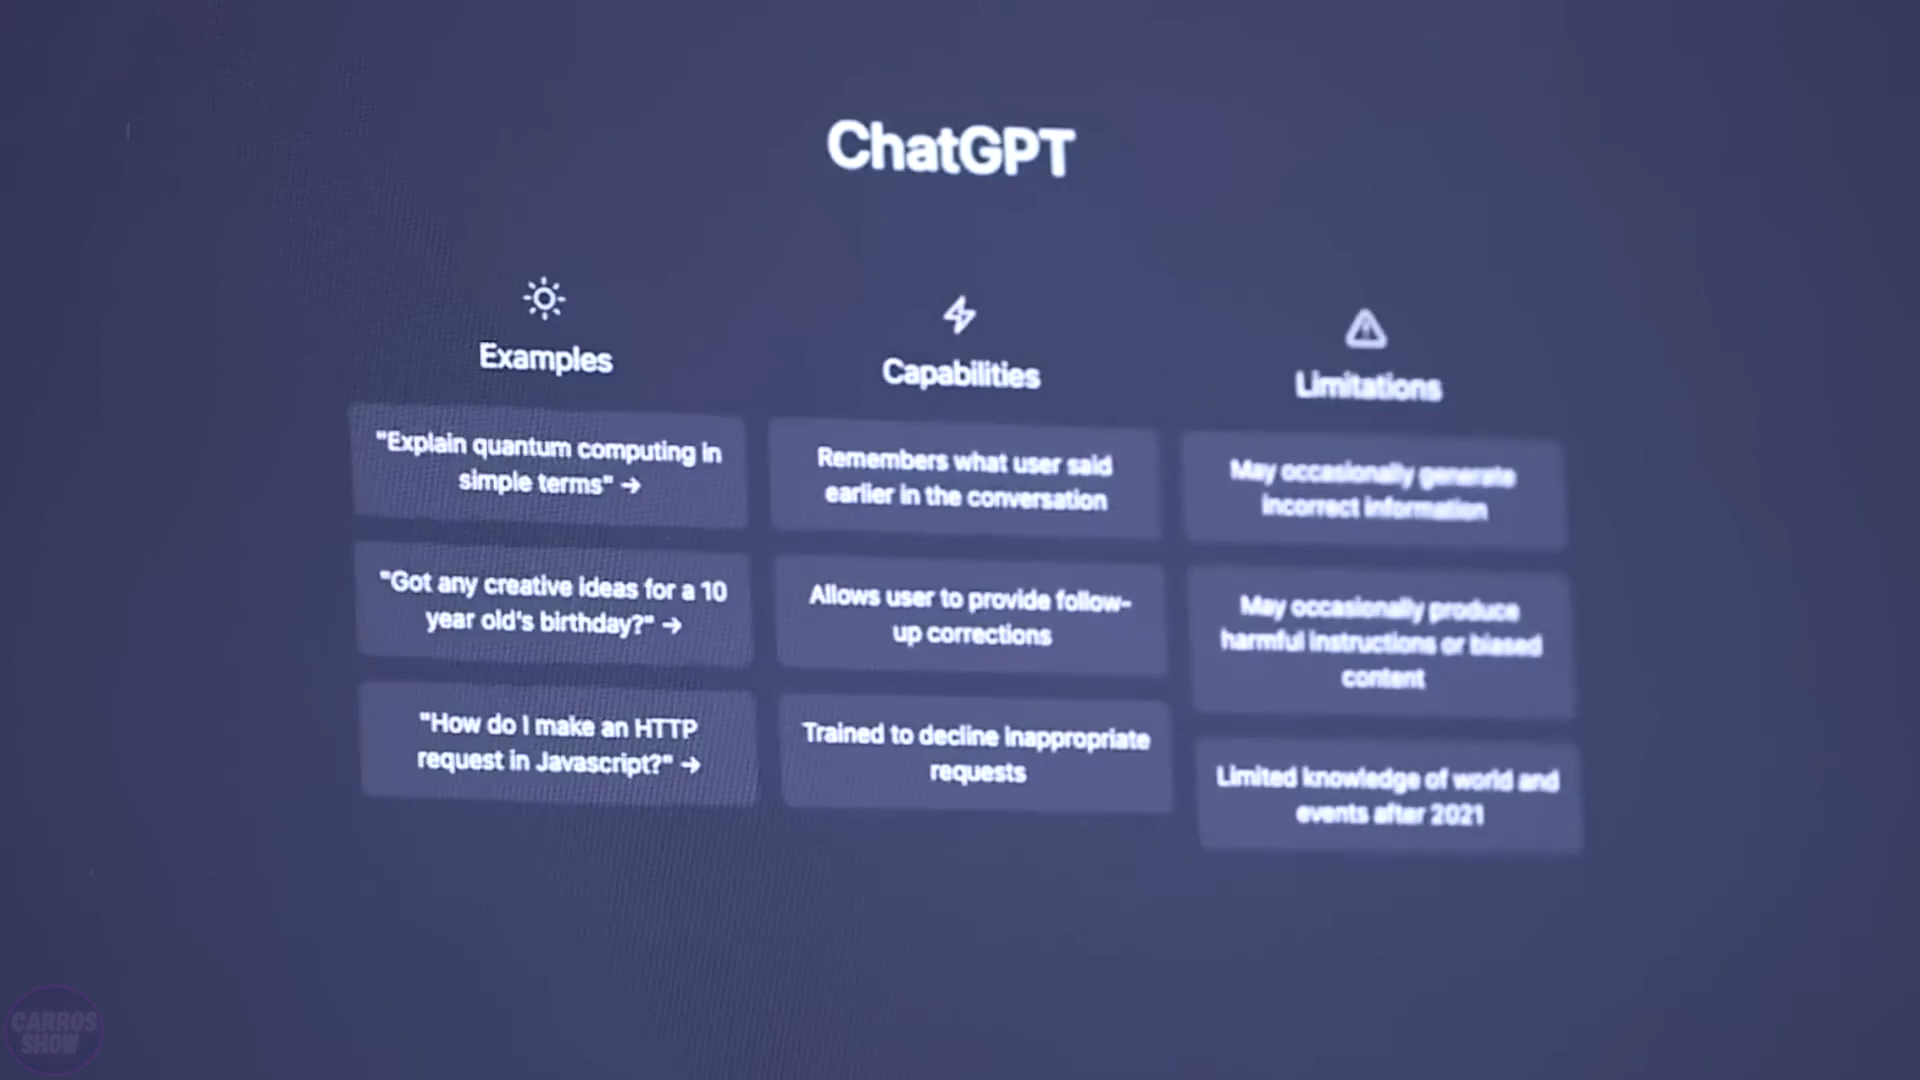 ChatGPT
Examples
"Explain quantum computing in
simple terms" →
"Got any creative ideas for a 10
year old's birthday?" →
"How do I make an HTTP
request in Javascript?" →
Capabilities
Remembers what user said
earlier in the conversation
Allows user to provide follow-
up corrections
Trained to decline inappropriate
requests
Limitations
May occasionally generate
incorrect information
May occasionally produce
harmful instructions or biased
content
Limited knowledge of world and
events after 2021
CARROS
SHOW